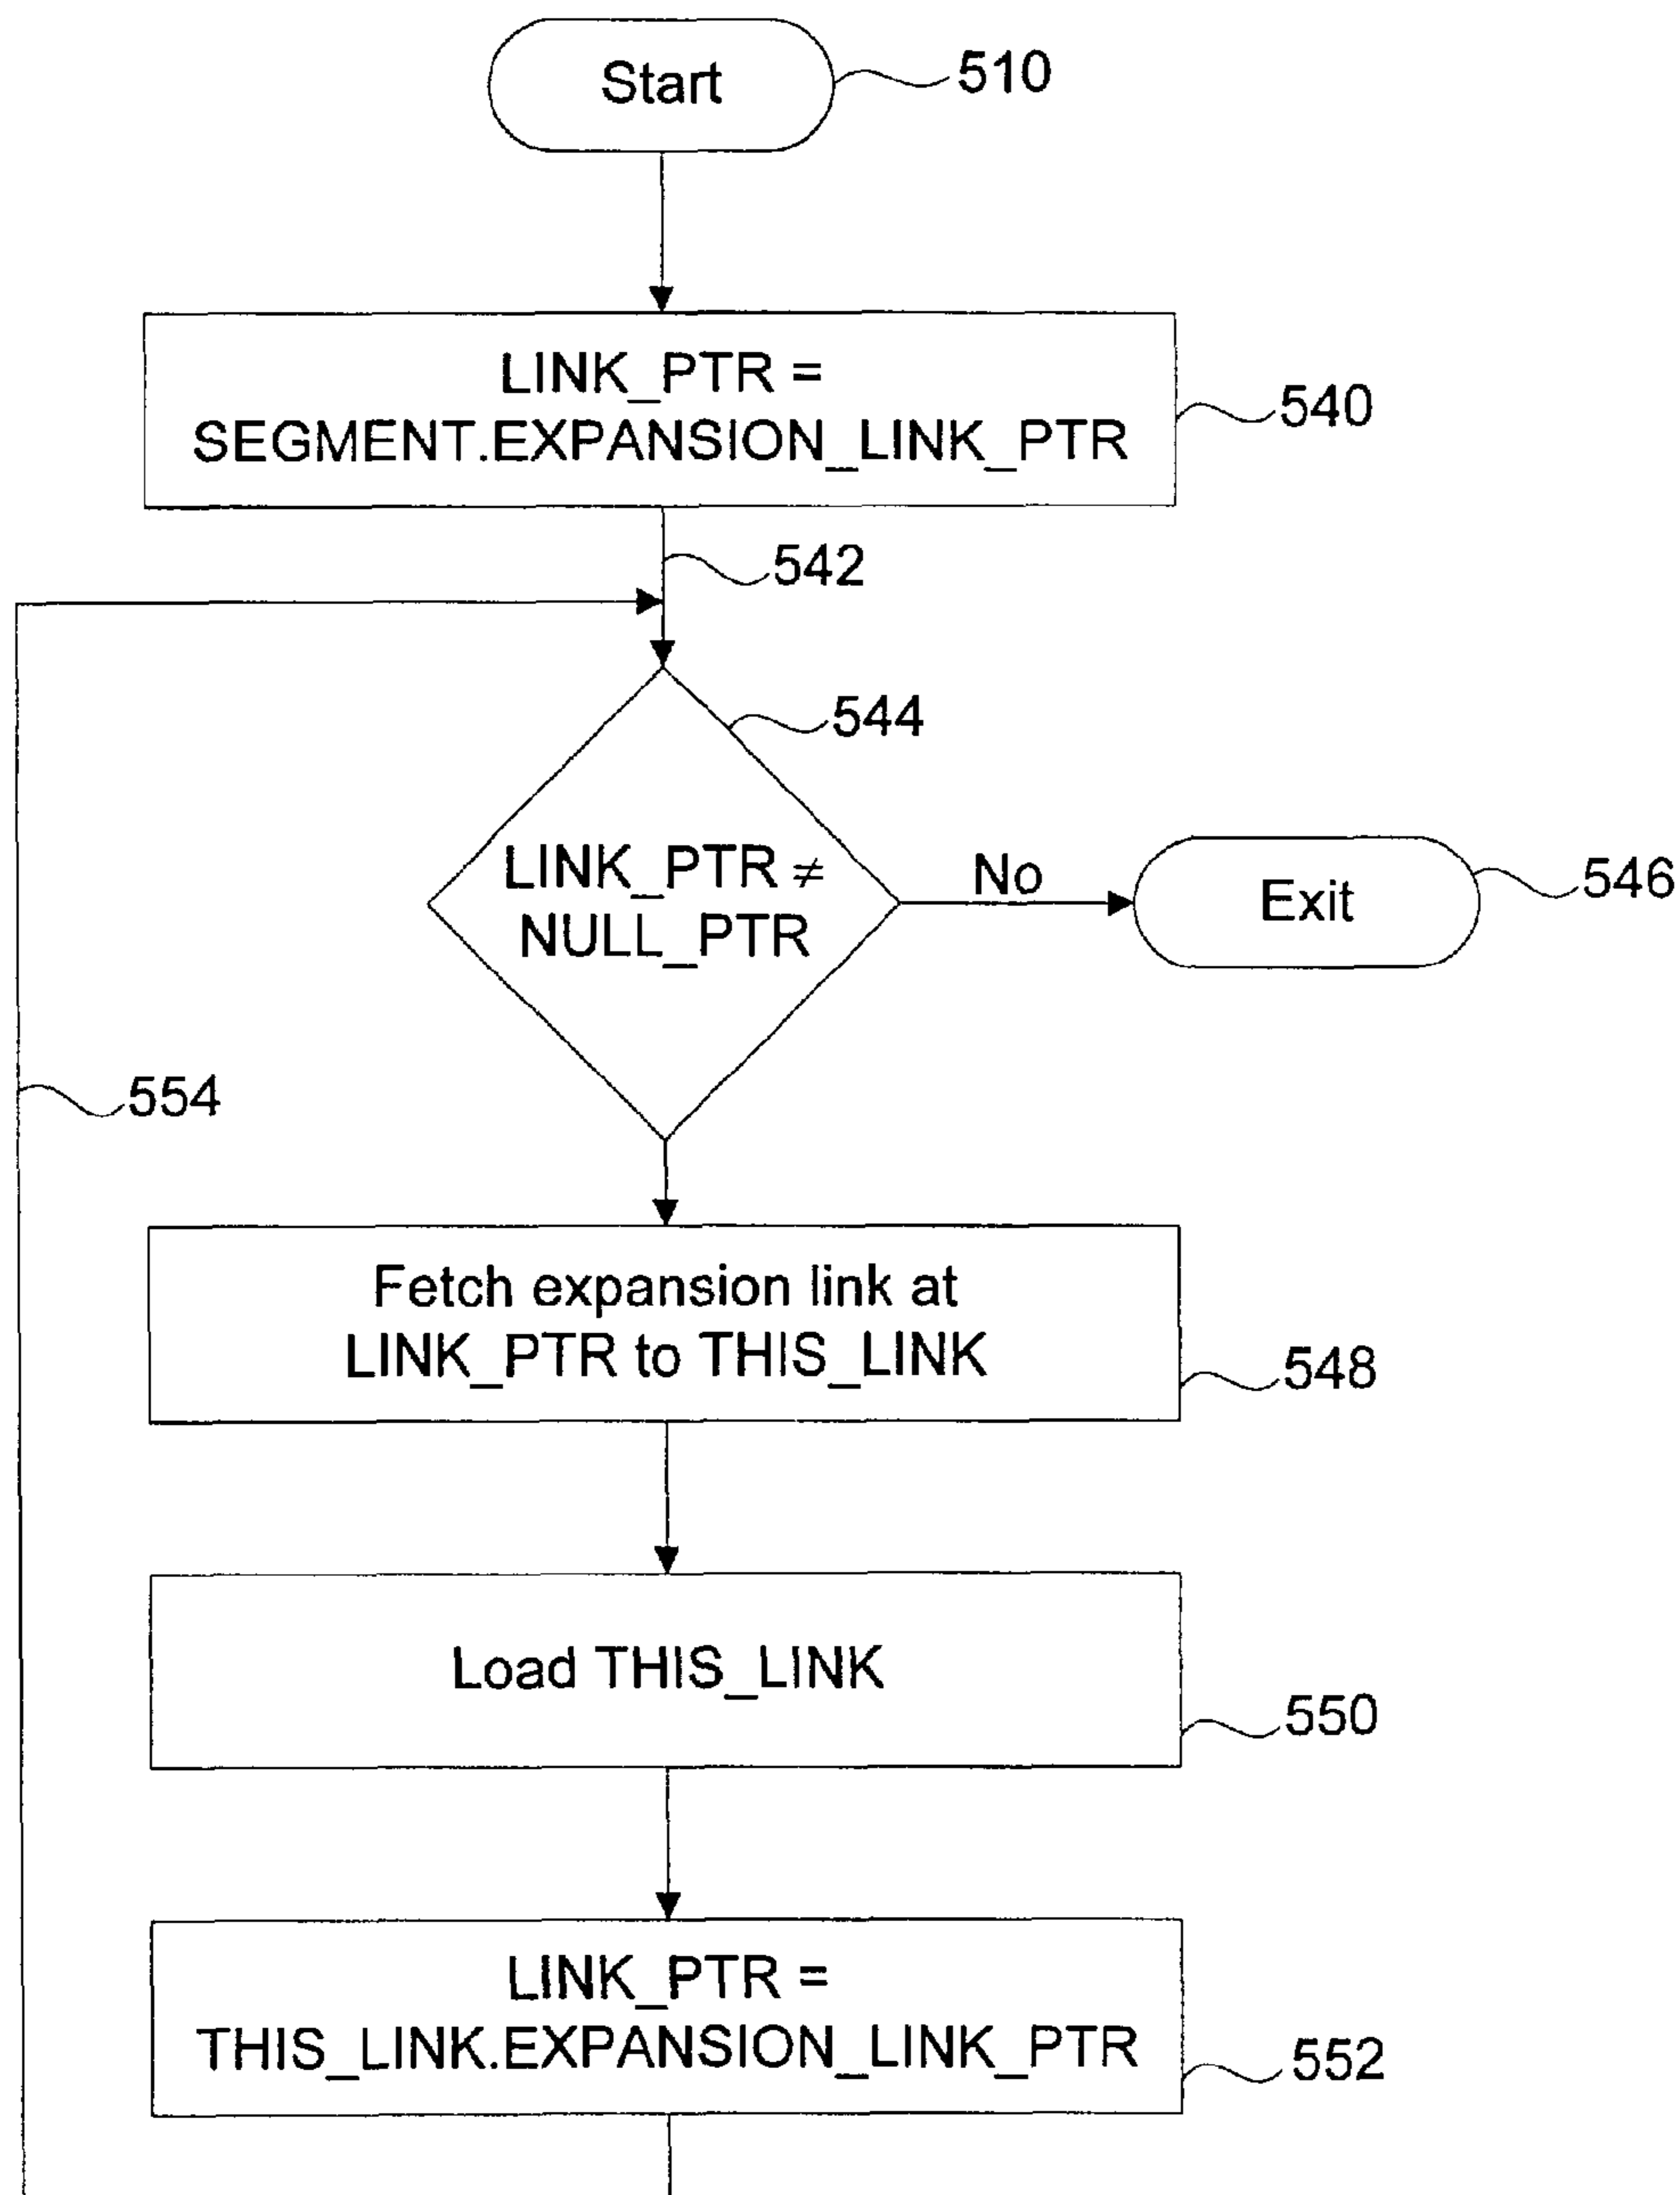 Start
510
LINK_PTR =
SEGMENT.EXPANSION_LINK_PTR
540
542
544
LINK_PTR ≠
NULL_PTR
No
Exit
546
554
Fetch expansion link at
LINK_PTR to THIS_LINK
548
Load THIS_LINK
550
LINK_PTR =
THIS_LINK.EXPANSION_LINK_PTR
552